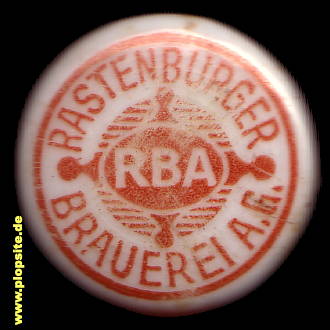 RASTENBURGER
RBA
BRAUEREI A.G.
www.plopsite.de